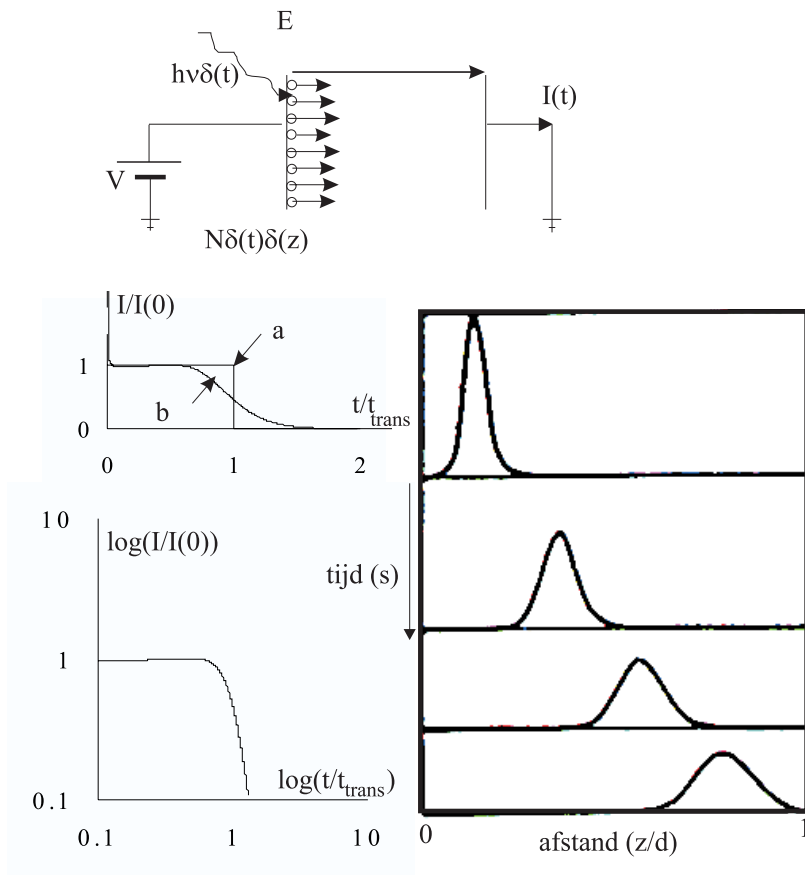 E
hνδ(t)
I(t)
V
Nδ(t)δ(z)
I/I(0)
a
1
b
t/t_trans
0
0 1 2
10
log(I/I(0))
tijd (s)
1
log(t/t_trans)
0.1
0.1 1 10
0 1
afstand (z/d)